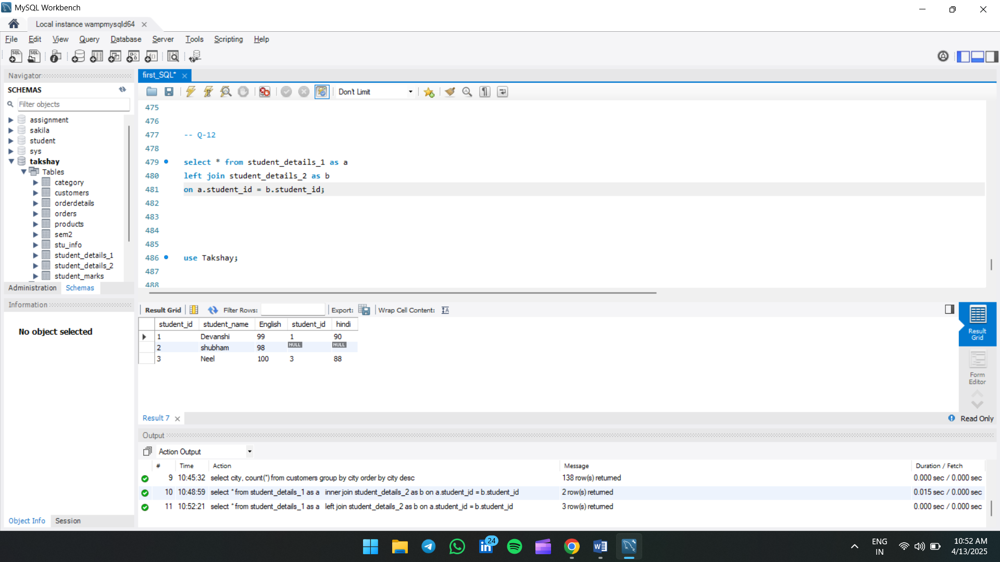 MySQL Workbench
Local instance wampmysqld64
File Edit View Query Database Server Tools Scripting Help
Navigator
SCHEMAS
Filter objects
assignment
sakila
student
sys
takshay
Tables
category
customers
orderdetails
orders
products
sem2
stu_info
student_details_1
student_details_2
student_marks
Administration Schemas
Information
No object selected
Object Info Session
first_SQL*
Don't Limit
475
476
477 -- Q-12
478
479 select * from student_details_1 as a
480 left join student_details_2 as b
481 on a.student_id = b.student_id;
482
483
484
485
486 use Takshay;
487
488
Result Grid Filter Rows: Export: Wrap Cell Content:
student_id student_name English student_id hindi
1 Devanshi 99 1 90
2 shubham 98 NULL NULL
3 Neel 100 3 88
Result Grid
Form Editor
Result 7
Read Only
Output
Action Output
# Time Action Message Duration / Fetch
9 10:45:32 select city, count(*) from customers group by city order by city desc 138 row(s) returned 0.000 sec / 0.000 sec
10 10:48:59 select * from student_details_1 as a inner join student_details_2 as b on a.student_id = b.student_id 2 row(s) returned 0.015 sec / 0.000 sec
11 10:52:21 select * from student_details_1 as a left join student_details_2 as b on a.student_id = b.student_id 3 row(s) returned 0.000 sec / 0.000 sec
24
ENG
IN
10:52 AM
4/13/2025